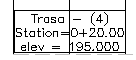 Trasa - (4)
Station=0+20.00
elev = 195.000